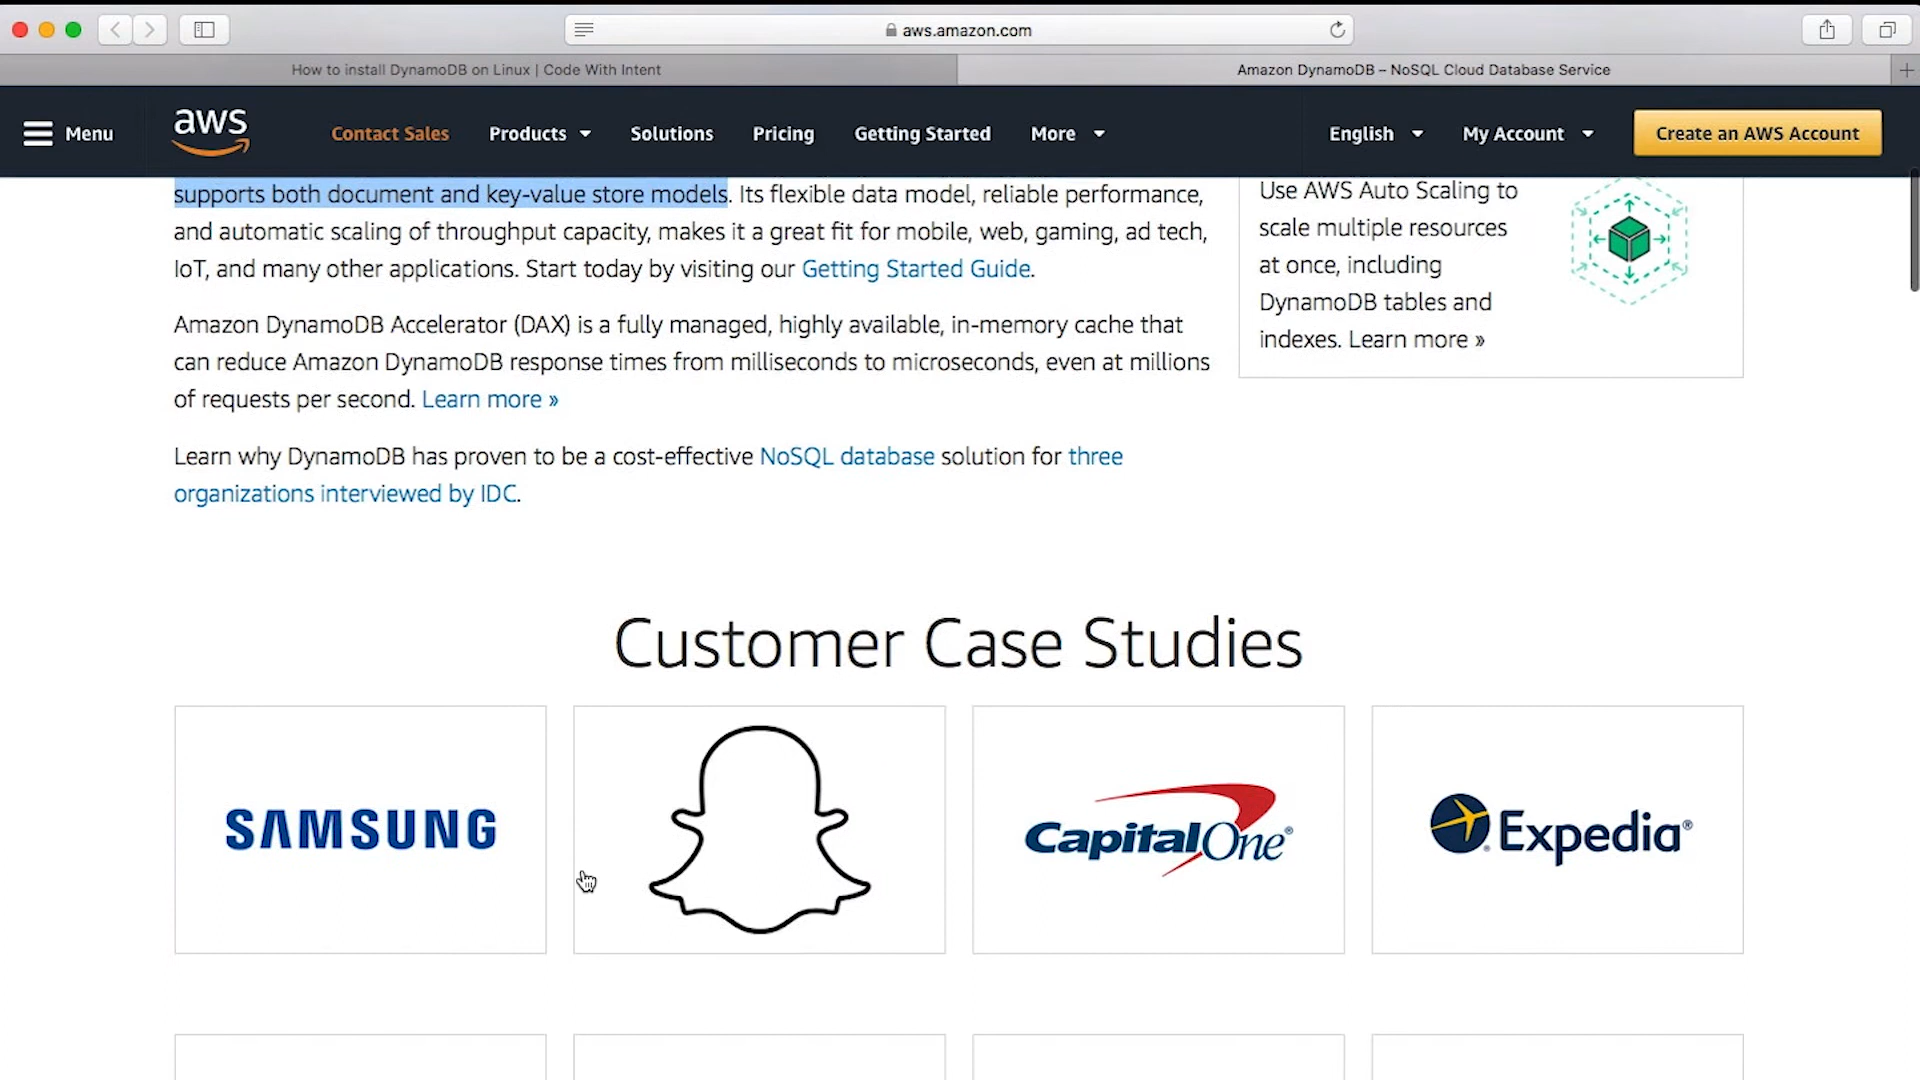 aws.amazon.com
How to install DynamoDB on Linux | Code With Intent
Amazon DynamoDB – NoSQL Cloud Database Service
Menu
aws
Contact Sales
Products
Solutions
Pricing
Getting Started
More
English
My Account
Create an AWS Account
supports both document and key-value store models. Its flexible data model, reliable performance,
and automatic scaling of throughput capacity, makes it a great fit for mobile, web, gaming, ad tech,
IoT, and many other applications. Start today by visiting our Getting Started Guide.
Amazon DynamoDB Accelerator (DAX) is a fully managed, highly available, in-memory cache that
can reduce Amazon DynamoDB response times from milliseconds to microseconds, even at millions
of requests per second. Learn more »
Learn why DynamoDB has proven to be a cost-effective NoSQL database solution for three
organizations interviewed by IDC.
Use AWS Auto Scaling to
scale multiple resources
at once, including
DynamoDB tables and
indexes. Learn more »
Customer Case Studies
SAMSUNG
CapitalOne®
Expedia®